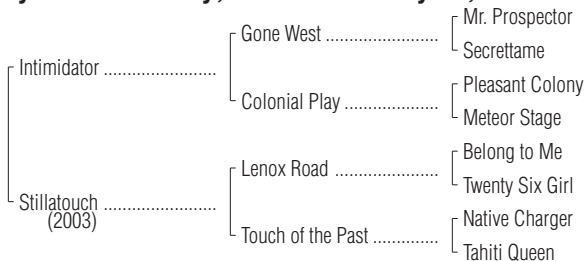 Mr. Prospector
Gone West ........................
Secrettame
Intimidator ........................
Pleasant Colony
Colonial Play ....................
Meteor Stage
Belong to Me
Lenox Road ......................
Twenty Six Girl
Stillatouch ........................
(2003)
Native Charger
Touch of the Past ..............
Tahiti Queen